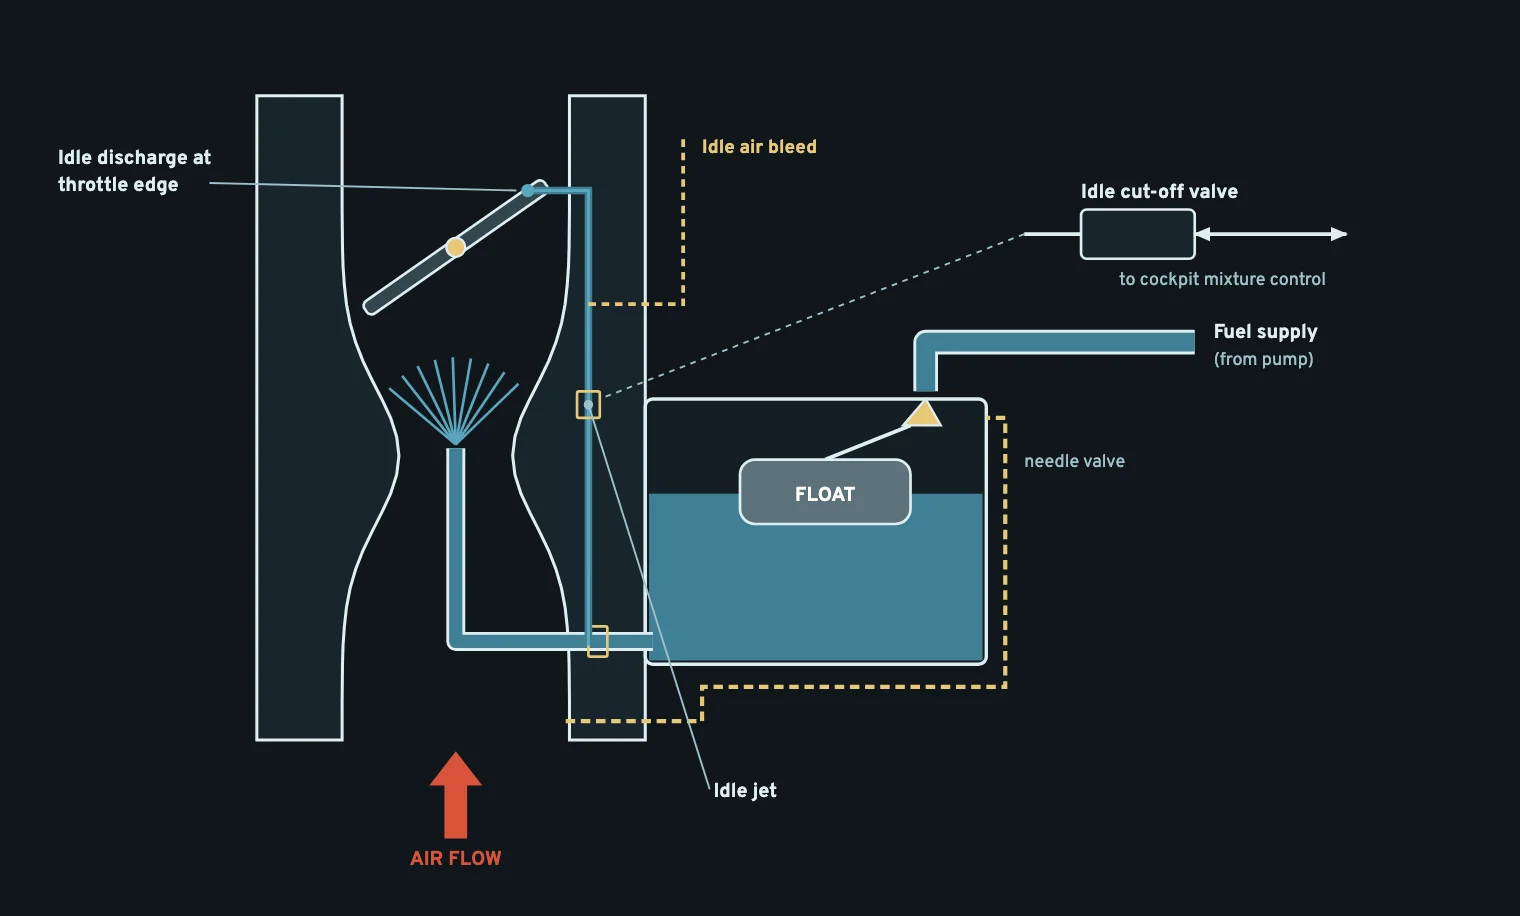 Idle discharge at
throttle edge
Idle air bleed
Idle cut-off valve
to cockpit mixture control
Fuel supply
(from pump)
needle valve
FLOAT
Idle jet
AIR FLOW